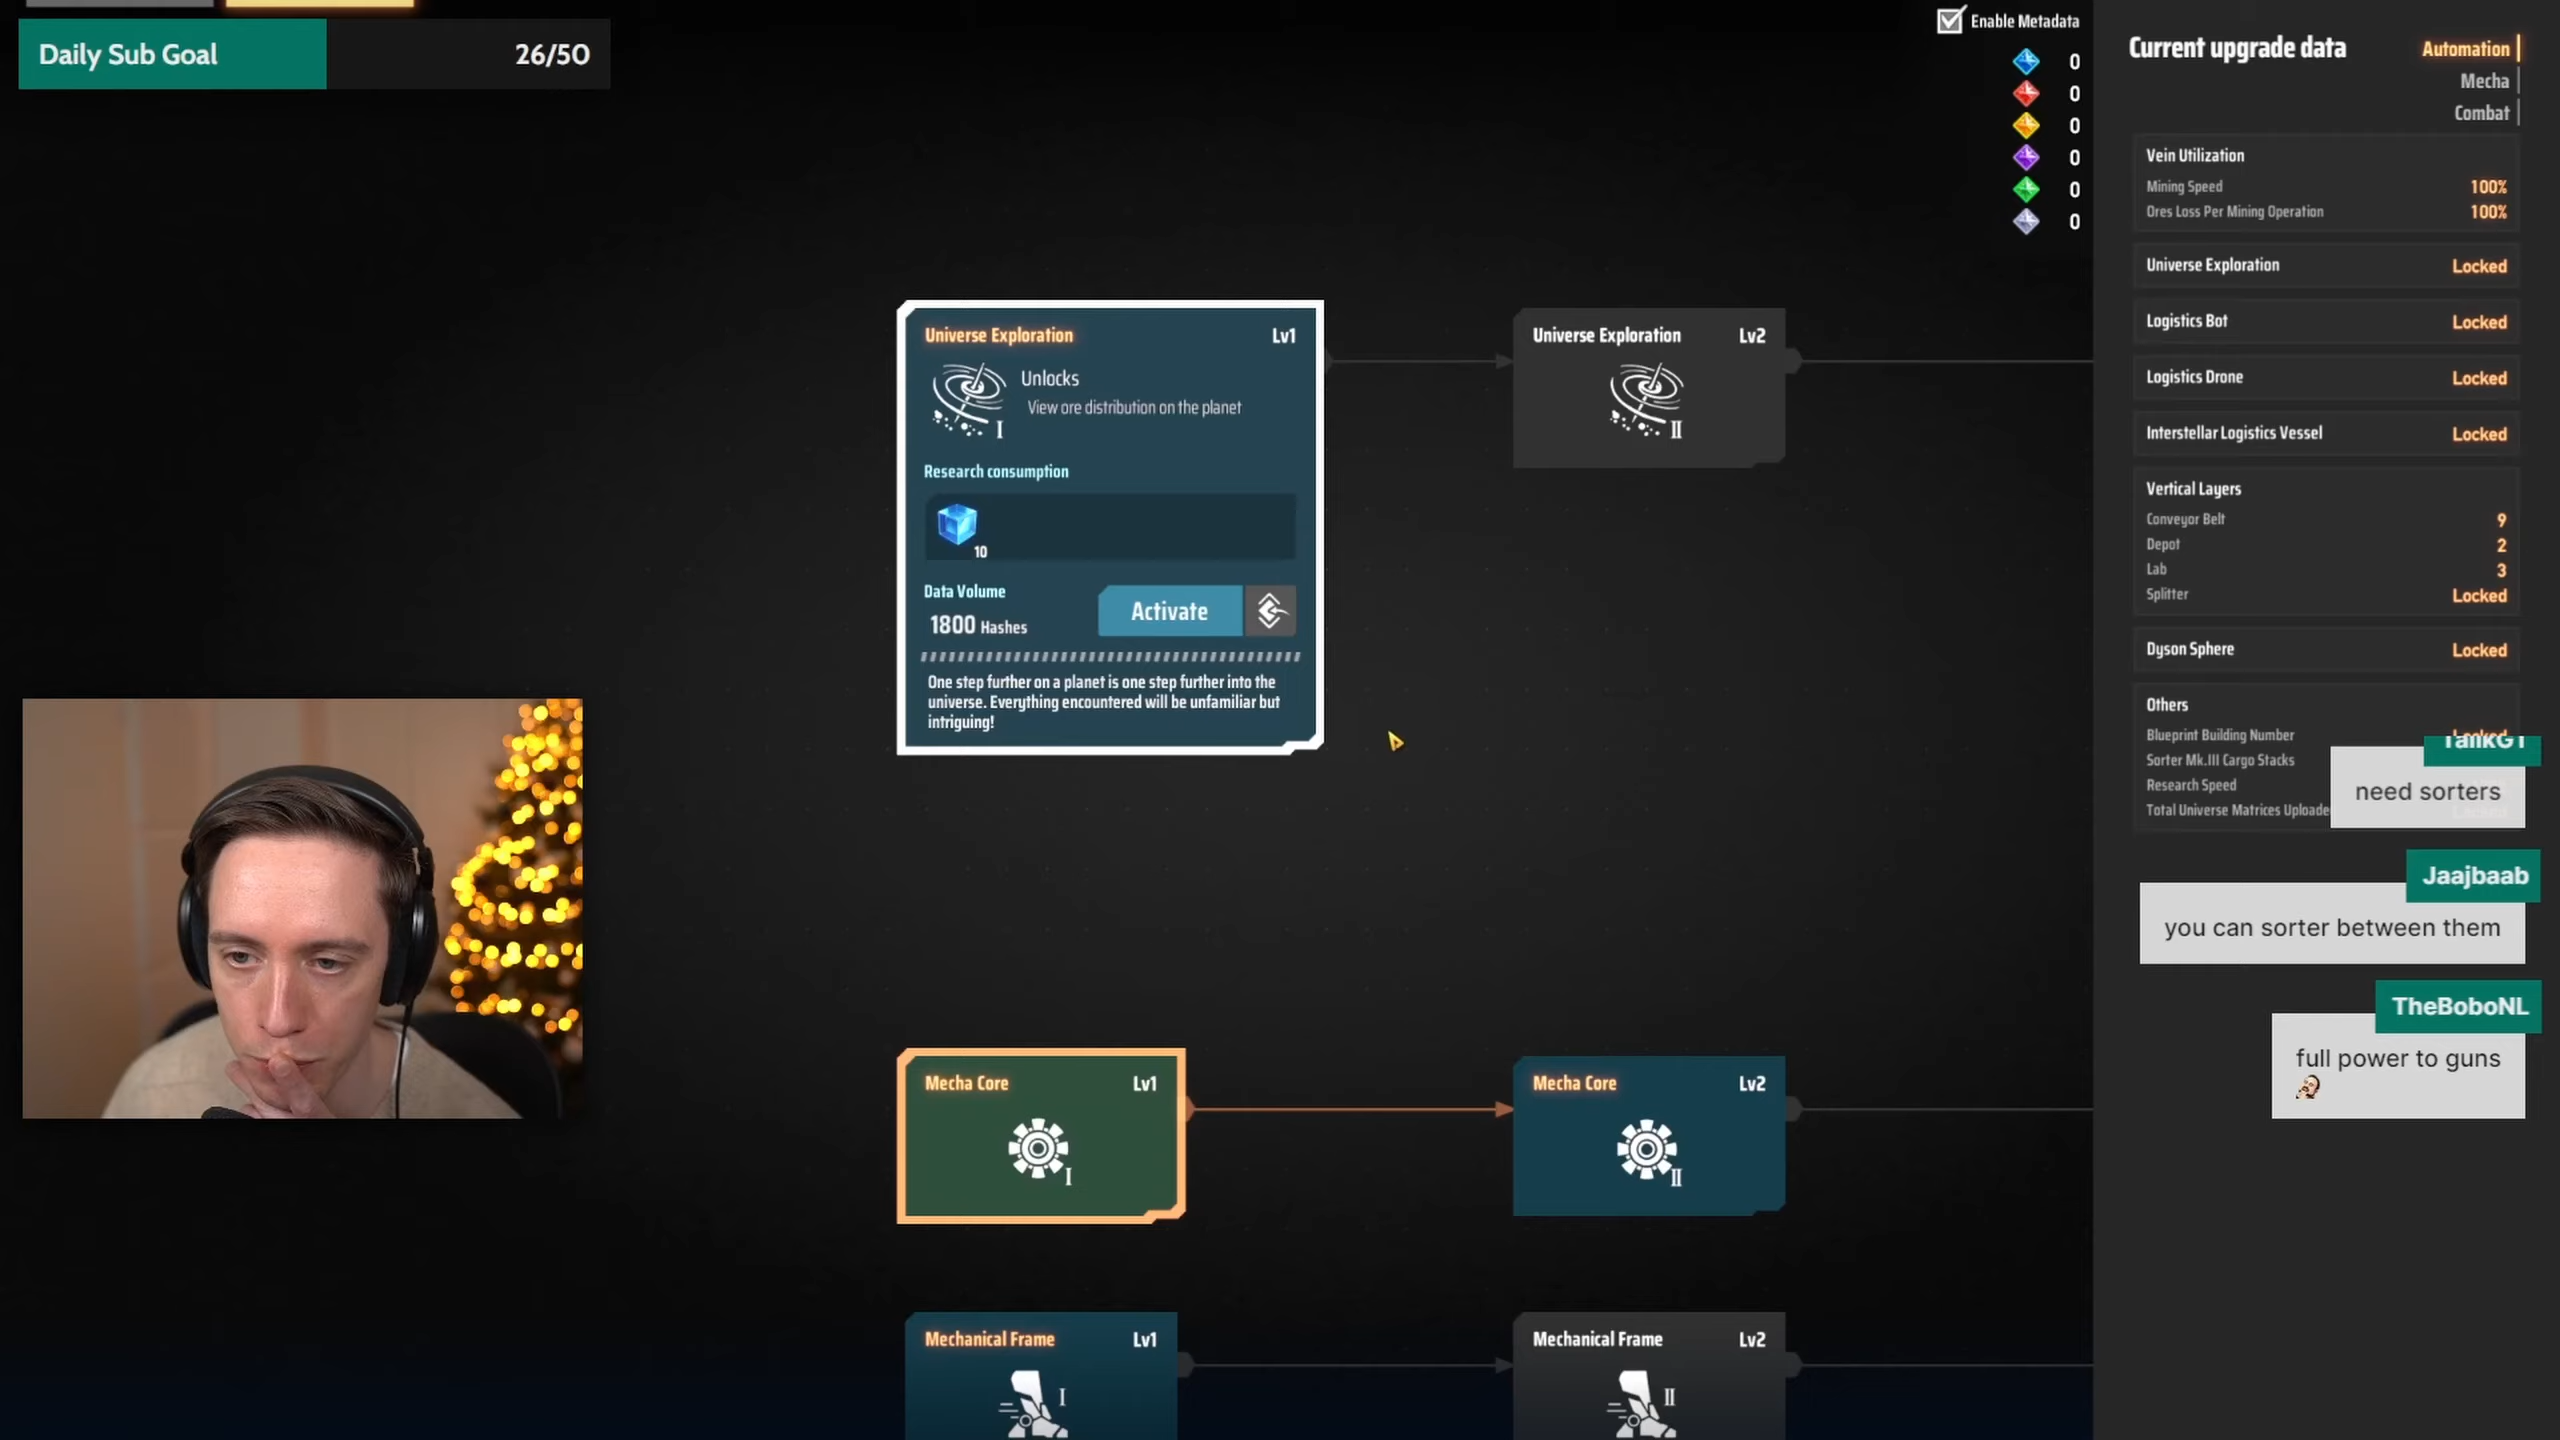 Daily Sub Goal 26/50
Enable Metadata
0
0
0
0
0
0
Universe Exploration Lv1
Unlocks
View ore distribution on the planet
I
Research consumption
10
Data Volume
1800 Hashes
Activate
One step further on a planet is one step further into the
universe. Everything encountered will be unfamiliar but
intriguing!
Universe Exploration Lv2
II
Mecha Core Lv1
I
Mecha Core Lv2
II
Mechanical Frame Lv1
I
Mechanical Frame Lv2
II
Current upgrade data
Automation
Mecha
Combat
Vein Utilization
Mining Speed 100%
Ores Loss Per Mining Operation 100%
Universe Exploration Locked
Logistics Bot Locked
Logistics Drone Locked
Interstellar Logistics Vessel Locked
Vertical Layers
Conveyor Belt 9
Depot 2
Lab 3
Splitter Locked
Dyson Sphere Locked
Others
Blueprint Building Number Locked
Sorter Mk.III Cargo Stacks
Research Speed
Total Universe Matrices
need sorters
Jaajbaab
you can sorter between them
TheBoboNL
full power to guns